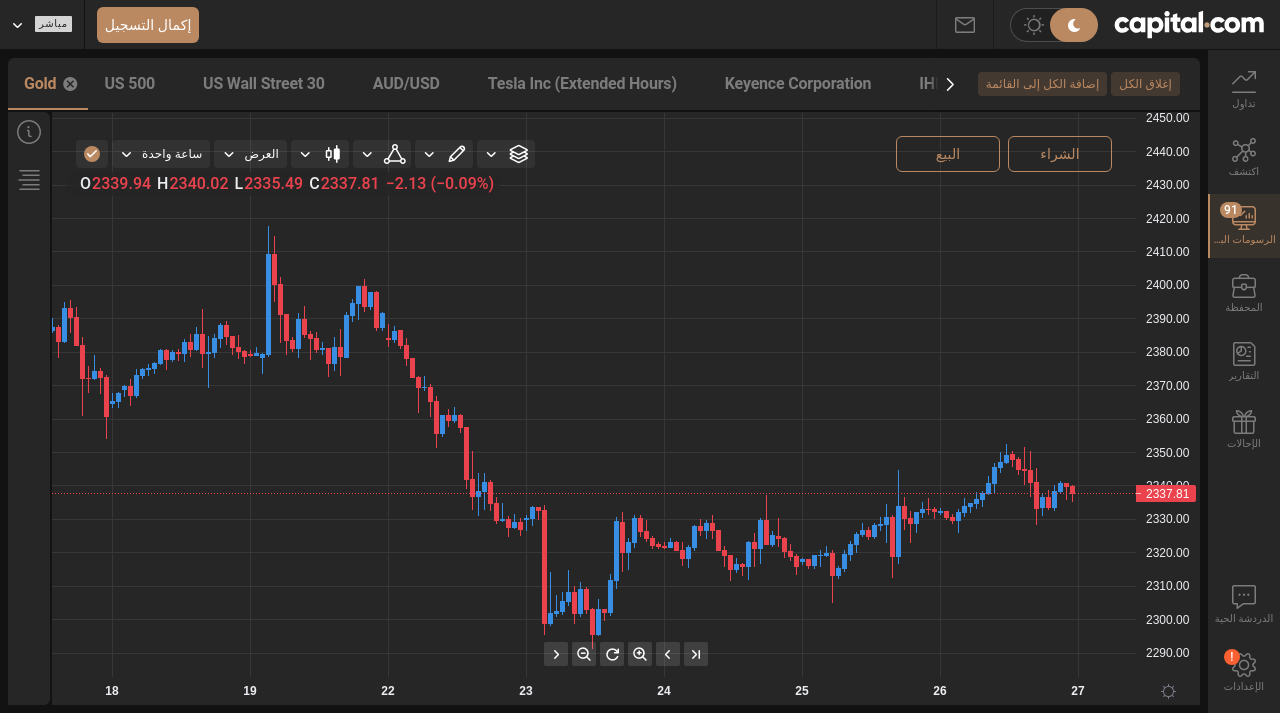 capital.com
إكمال التسجيل
مباشر
Gold
US 500
US Wall Street 30
AUD/USD
Tesla Inc (Extended Hours)
Keyence Corporation
إضافة الكل إلى القائمة
إغلاق الكل
ساعة واحدة
العرض
البيع
الشراء
O2339.94 H2340.02 L2335.49 C2337.81 −2.13 (−0.09%)
2450.00
2440.00
2430.00
2420.00
2410.00
2400.00
2390.00
2380.00
2370.00
2360.00
2350.00
2340.00
2337.81
2330.00
2320.00
2310.00
2300.00
2290.00
18 19 22 23 24 25 26 27
تداول
اكتشف
91
الرسومات الب...
المحفظة
التقارير
الإحالات
الدردشة الحية
!
الإعدادات